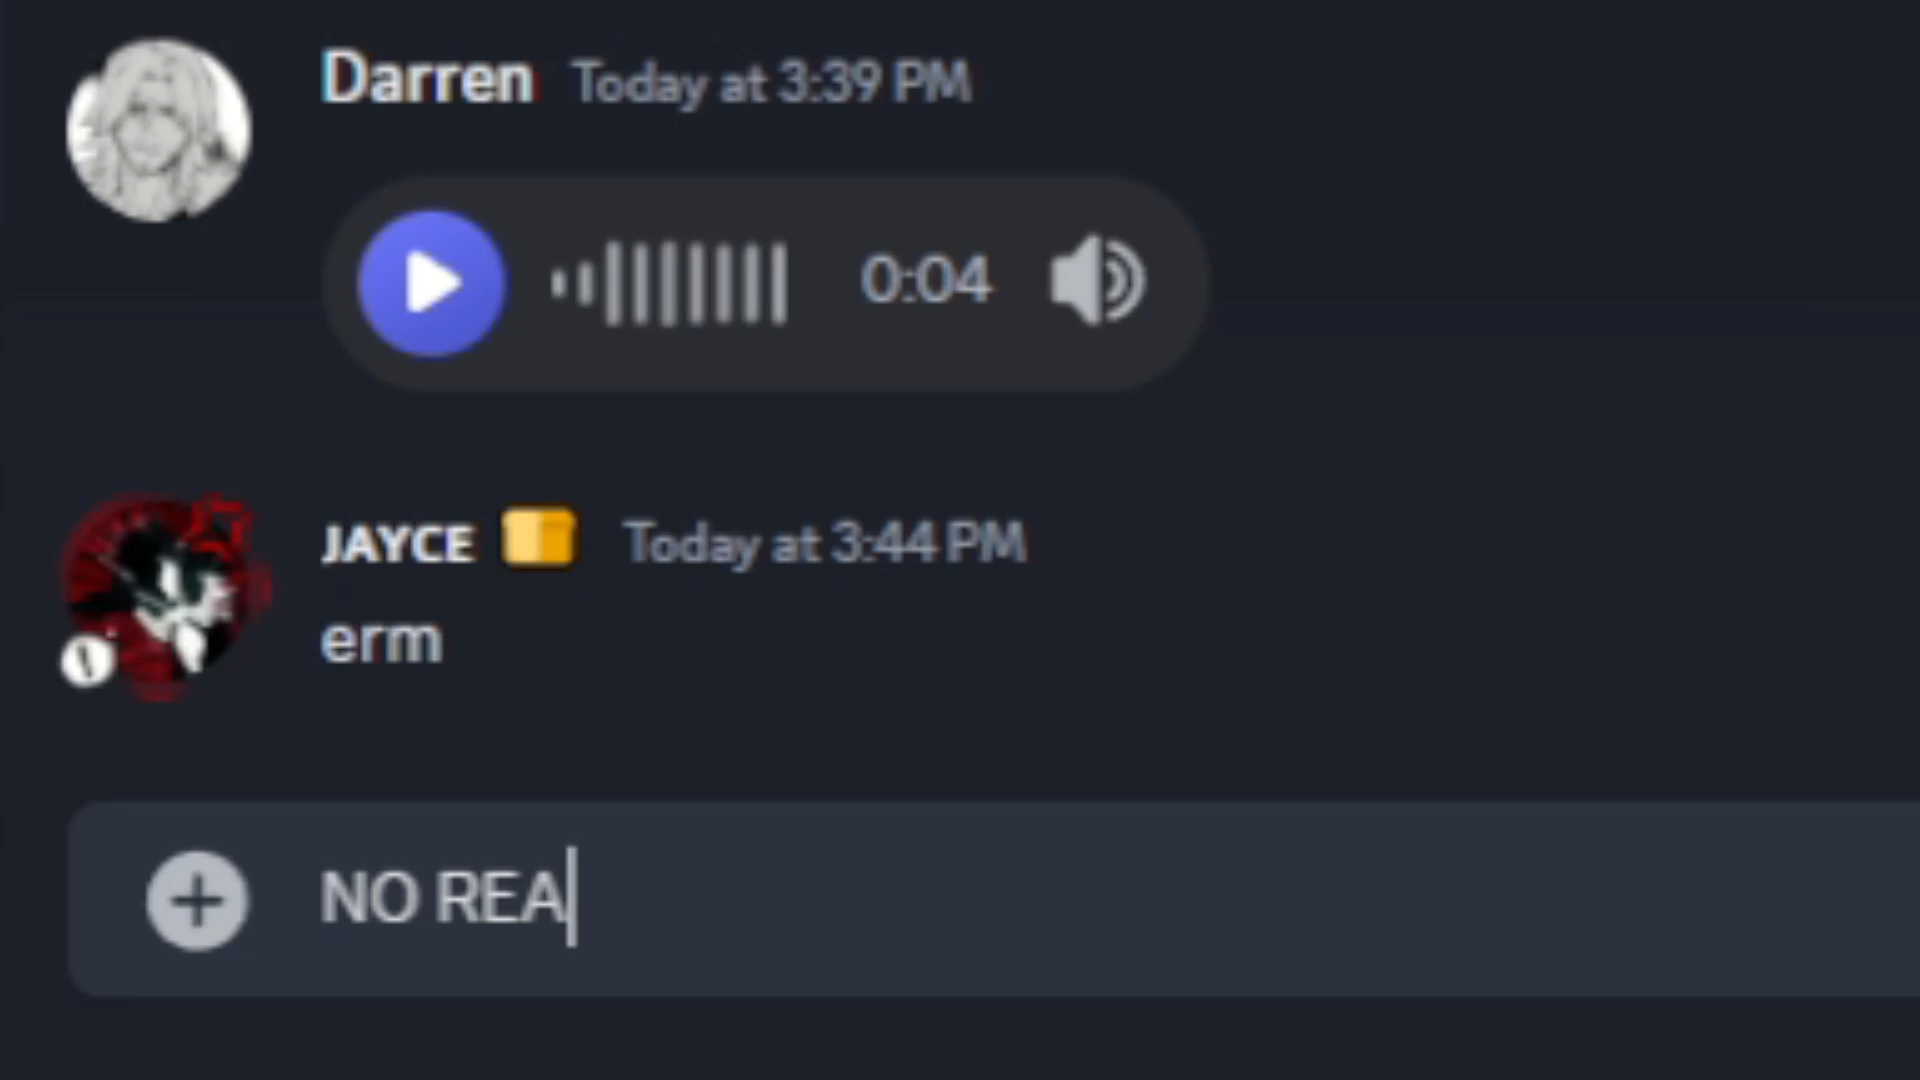 Darren Today at 3:39 PM
0:04
JAYCE Today at 3:44 PM
erm
NO REA